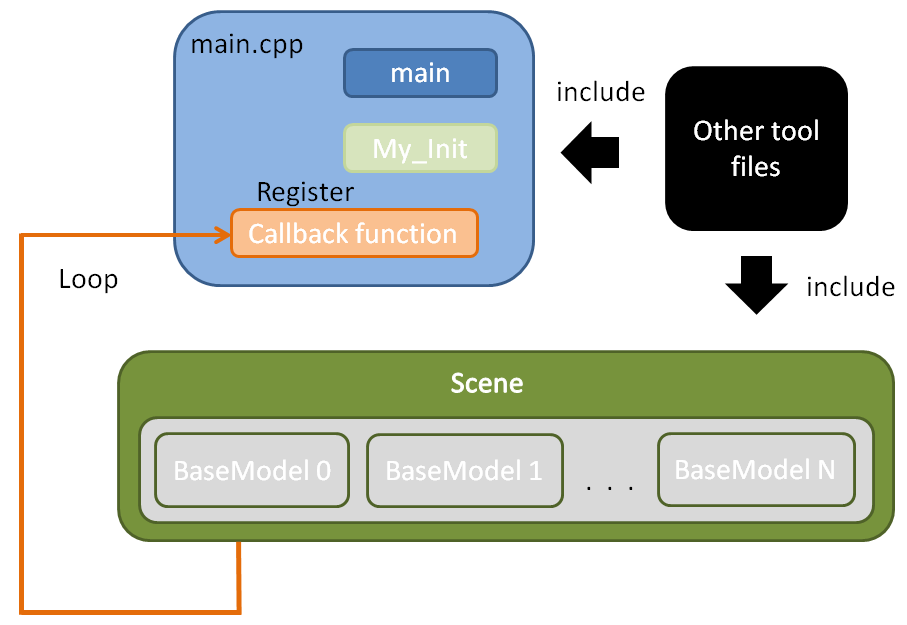 main.cpp
main
include
Other tool
files
My_Init
Register
Callback function
Loop
include
Scene
BaseModel 0
BaseModel 1
. . .
BaseModel N